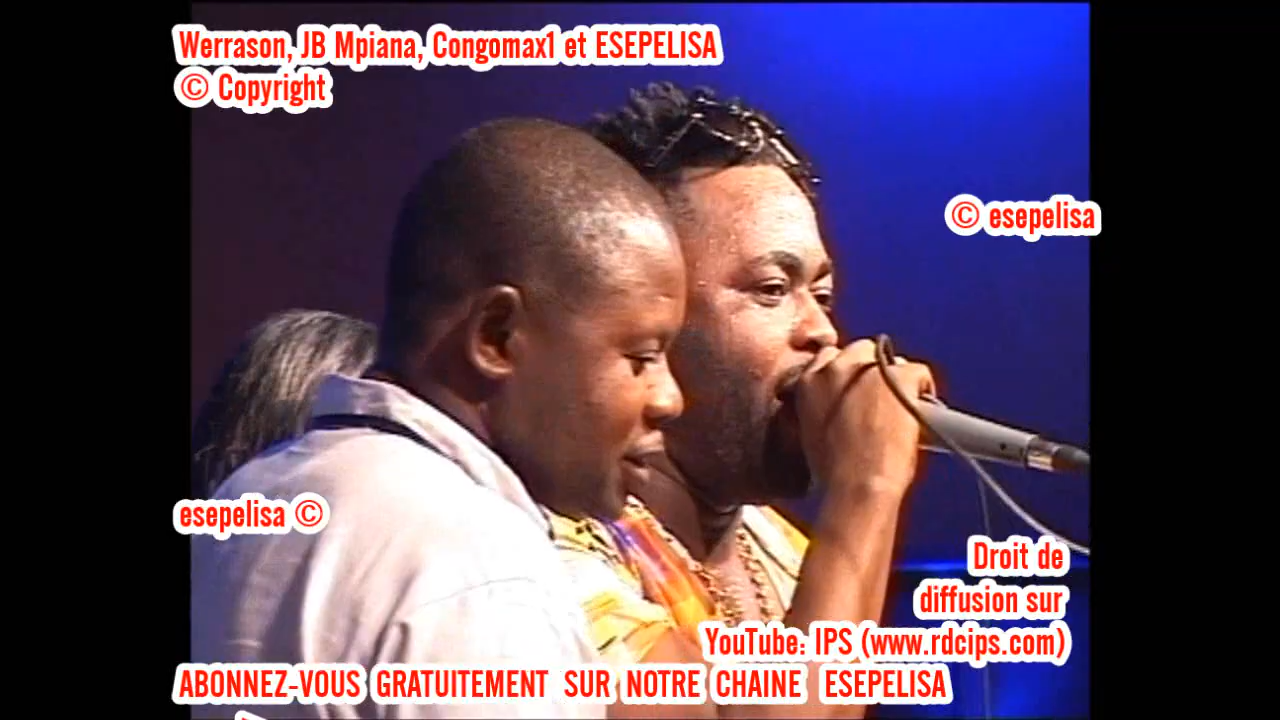 Werrason, JB Mpiana, Congomax1 et ESEPELISA
© Copyright
© esepelisa
esepelisa ©
Droit de
diffusion sur
YouTube: IPS (www.rdcips.com)
ABONNEZ-VOUS GRATUITEMENT SUR NOTRE CHAINE ESEPELISA